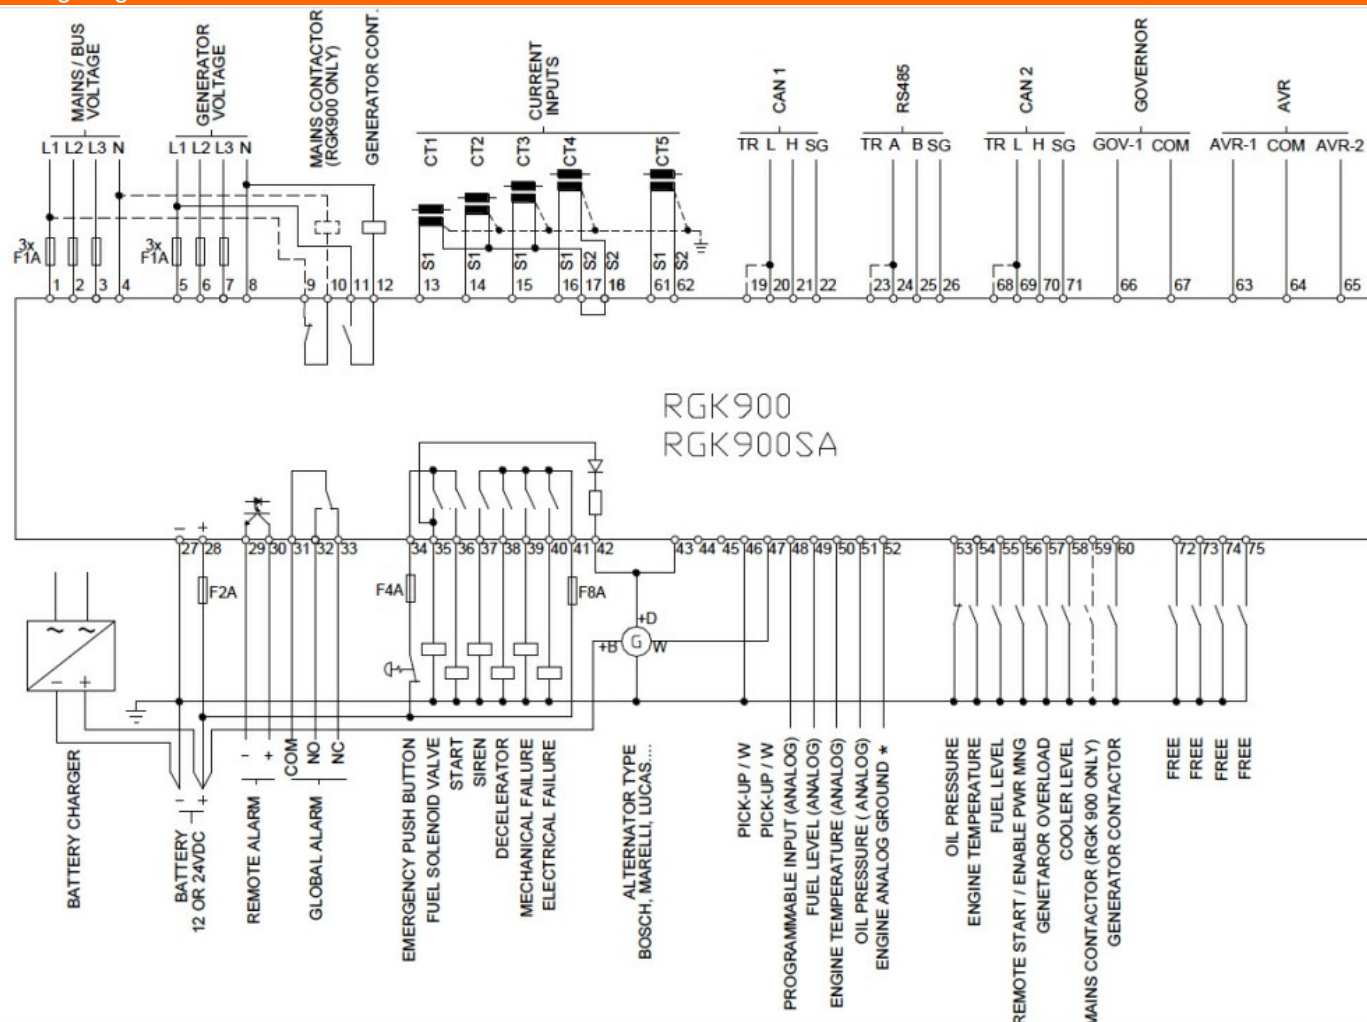 MAINS / BUS
VOLTAGE
GENERATOR
VOLTAGE
MAINS CONTACTOR
(RGK900 ONLY)
GENERATOR CONT.
CURRENT
INPUTS
CAN 1
RS485
CAN 2
GOVERNOR
AVR
L1 L2 L3 N
L1 L2 L3 N
CT1 CT2 CT3 CT4 CT5
TR L H SG
TR A B SG
TR L H SG
GOV-1 COM
AVR-1 COM AVR-2
3x
F1A
3x
F1A
S1 S1 S1 S1 S2 S2 S1 S2
1 2 3 4 5 6 7 8 9 10 11 12 13 14 15 16 17 18 61 62 19 20 21 22 23 24 25 26 68 69 70 71 66 67 63 64 65
RGK900
RGK900SA
- +
27 28 29 30 31 32 33 34 35 36 37 38 39 40 41 42 43 44 45 46 47 48 49 50 51 52 53 54 55 56 57 58 59 60 72 73 74 75
F2A
F4A
F8A
~ ~
- +
+D
+B G W
- +
- +
COM
NO
NC
BATTERY CHARGER
BATTERY
12 OR 24VDC
REMOTE ALARM
GLOBAL ALARM
EMERGENCY PUSH BUTTON
FUEL SOLENOID VALVE
START
SIREN
DECELERATOR
MECHANICAL FAILURE
ELECTRICAL FAILURE
ALTERNATOR TYPE
BOSCH, MARELLI, LUCAS....
PICK-UP / W
PICK-UP / W
PROGRAMMABLE INPUT (ANALOG)
FUEL LEVEL (ANALOG)
ENGINE TEMPERATURE (ANALOG)
OIL PRESSURE ( ANALOG)
ENGINE ANALOG GROUND *
OIL PRESSURE
ENGINE TEMPERATURE
FUEL LEVEL
REMOTE START / ENABLE PWR MNG
GENETAROR OVERLOAD
COOLER LEVEL
MAINS CONTACTOR (RGK 900 ONLY)
GENERATOR CONTACTOR
FREE
FREE
FREE
FREE